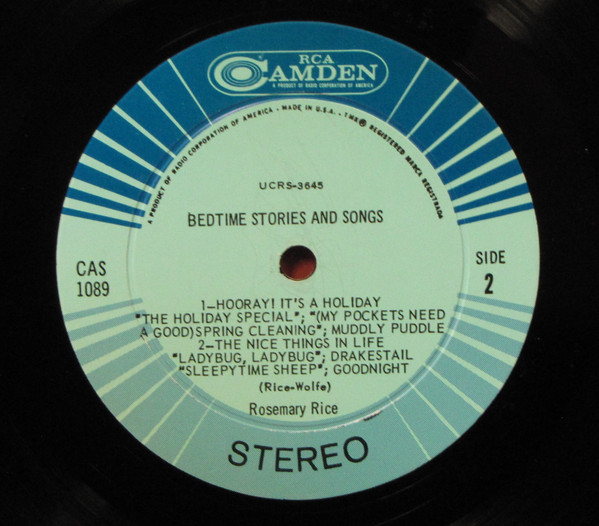 RCA
CAMDEN
A PRODUCT OF RADIO CORPORATION OF AMERICA
A PRODUCT OF RADIO CORPORATION OF AMERICA - MADE IN U.S.A. - TMK® REGISTERED MARCA REGISTRADA
UCRS-3645
BEDTIME STORIES AND SONGS
CAS
1089
SIDE
2
1—HOORAY! IT'S A HOLIDAY
"THE HOLIDAY SPECIAL"; "(MY POCKETS NEED
A GOOD)SPRING CLEANING"; MUDDLY PUDDLE
2—THE NICE THINGS IN LIFE
"LADYBUG, LADYBUG"; DRAKESTAIL
"SLEEPYTIME SHEEP"; GOODNIGHT
(Rice-Wolfe)
Rosemary Rice
STEREO